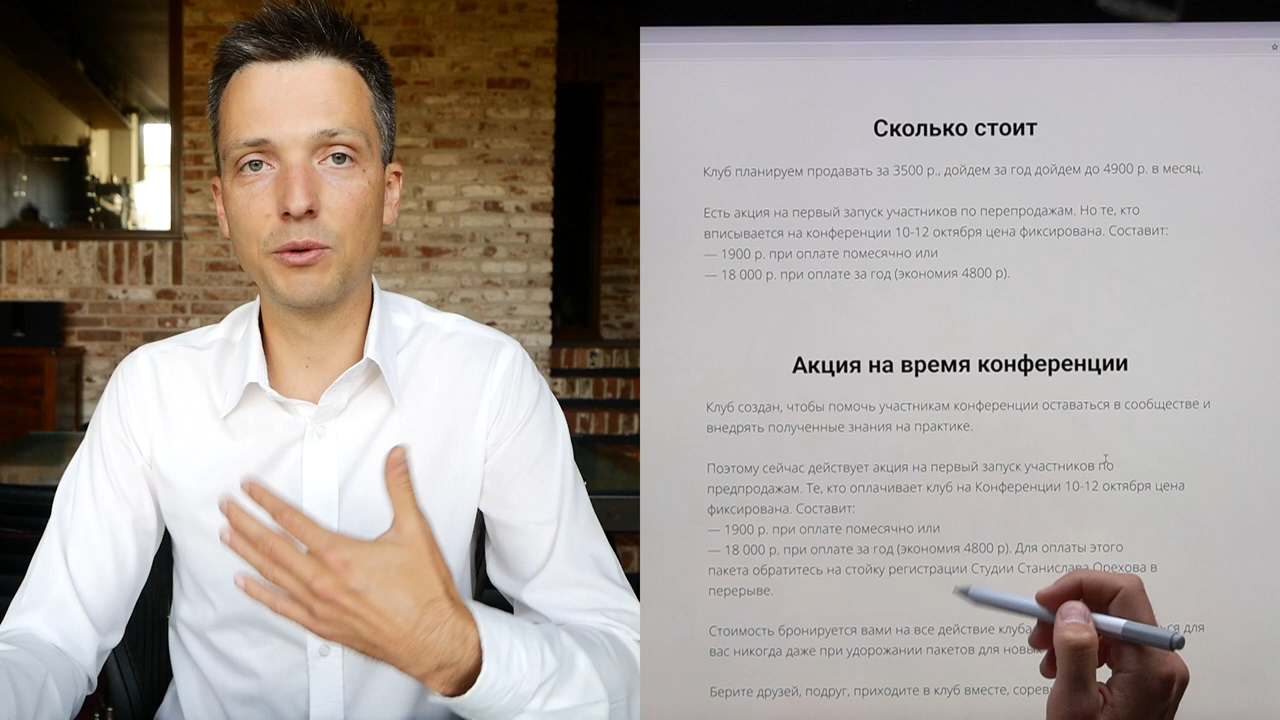 Сколько стоит
Клуб планируем продавать за 3500 р., дойдем за год дойдем до 4900 р. в месяц.
Есть акция на первый запуск участников по перепродажам. Но те, кто
вписывается на конференции 10-12 октября цена фиксирована. Составит:
— 1900 р. при оплате помесячно или
— 18 000 р. при оплате за год (экономия 4800 р).
Акция на время конференции
Клуб создан, чтобы помочь участникам конференции оставаться в сообществе и
внедрять полученные знания на практике.
Поэтому сейчас действует акция на первый запуск участников по
предпродажам. Те, кто оплачивает клуб на Конференции 10-12 октября цена
фиксирована. Составит:
— 1900 р. при оплате помесячно или
— 18 000 р. при оплате за год (экономия 4800 р). Для оплаты этого
пакета обратитесь на стойку регистрации Студии Станислава Орехова в
перерыве.
Стоимость бронируется вами на все действие клуба для
вас никогда даже при удорожании пакетов для
Берите друзей, подруг, приходите в клуб вместе,